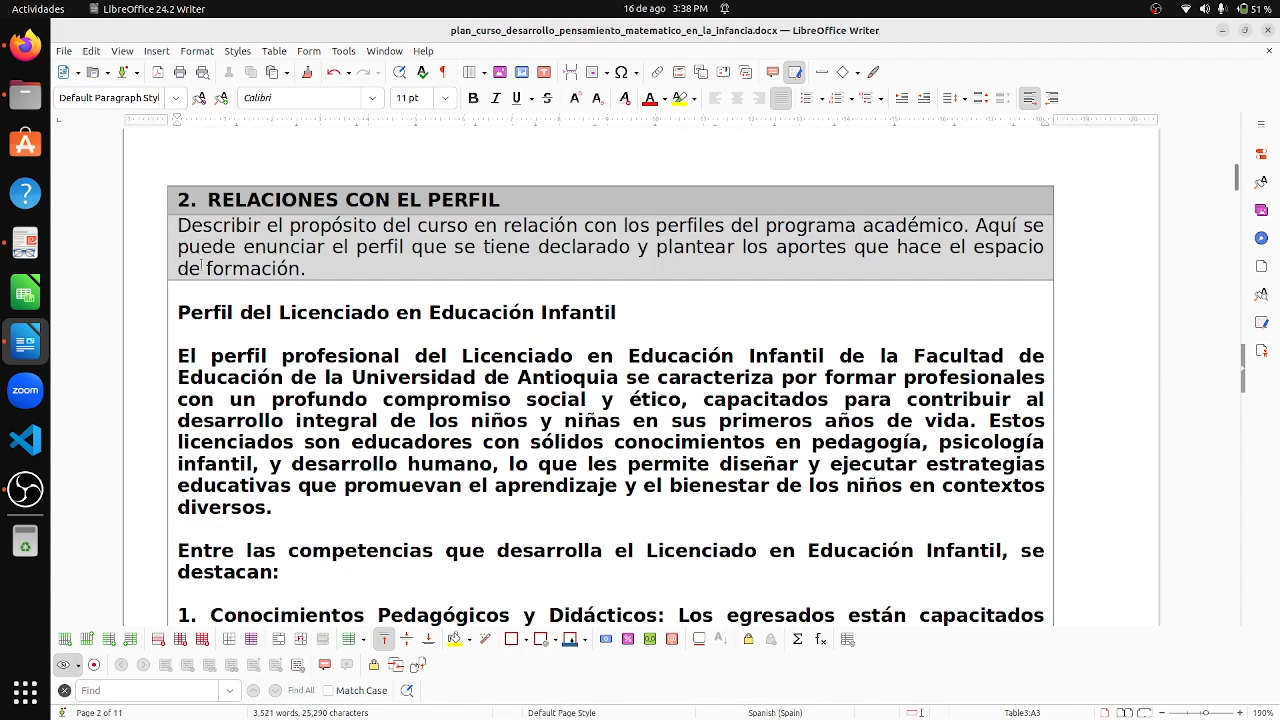 Actividades LibreOffice 24.2 Writer 16 de ago 3:38 PM 51 %
plan_curso_desarrollo_pensamiento_matematico_en_la_infancia.docx — LibreOffice Writer
File Edit View Insert Format Styles Table Form Tools Window Help
Default Paragraph Styl Calibri 11 pt
2. RELACIONES CON EL PERFIL
Describir el propósito del curso en relación con los perfiles del programa académico. Aquí se
puede enunciar el perfil que se tiene declarado y plantear los aportes que hace el espacio
de formación.
Perfil del Licenciado en Educación Infantil
El perfil profesional del Licenciado en Educación Infantil de la Facultad de
Educación de la Universidad de Antioquia se caracteriza por formar profesionales
con un profundo compromiso social y ético, capacitados para contribuir al
desarrollo integral de los niños y niñas en sus primeros años de vida. Estos
licenciados son educadores con sólidos conocimientos en pedagogía, psicología
infantil, y desarrollo humano, lo que les permite diseñar y ejecutar estrategias
educativas que promuevan el aprendizaje y el bienestar de los niños en contextos
diversos.
Entre las competencias que desarrolla el Licenciado en Educación Infantil, se
destacan:
1. Conocimientos Pedagógicos y Didácticos: Los egresados están capacitados
Find Find All Match Case
Page 2 of 11 3,521 words, 25,290 characters Default Page Style Spanish (Spain) Table3:A3 190%
zoom